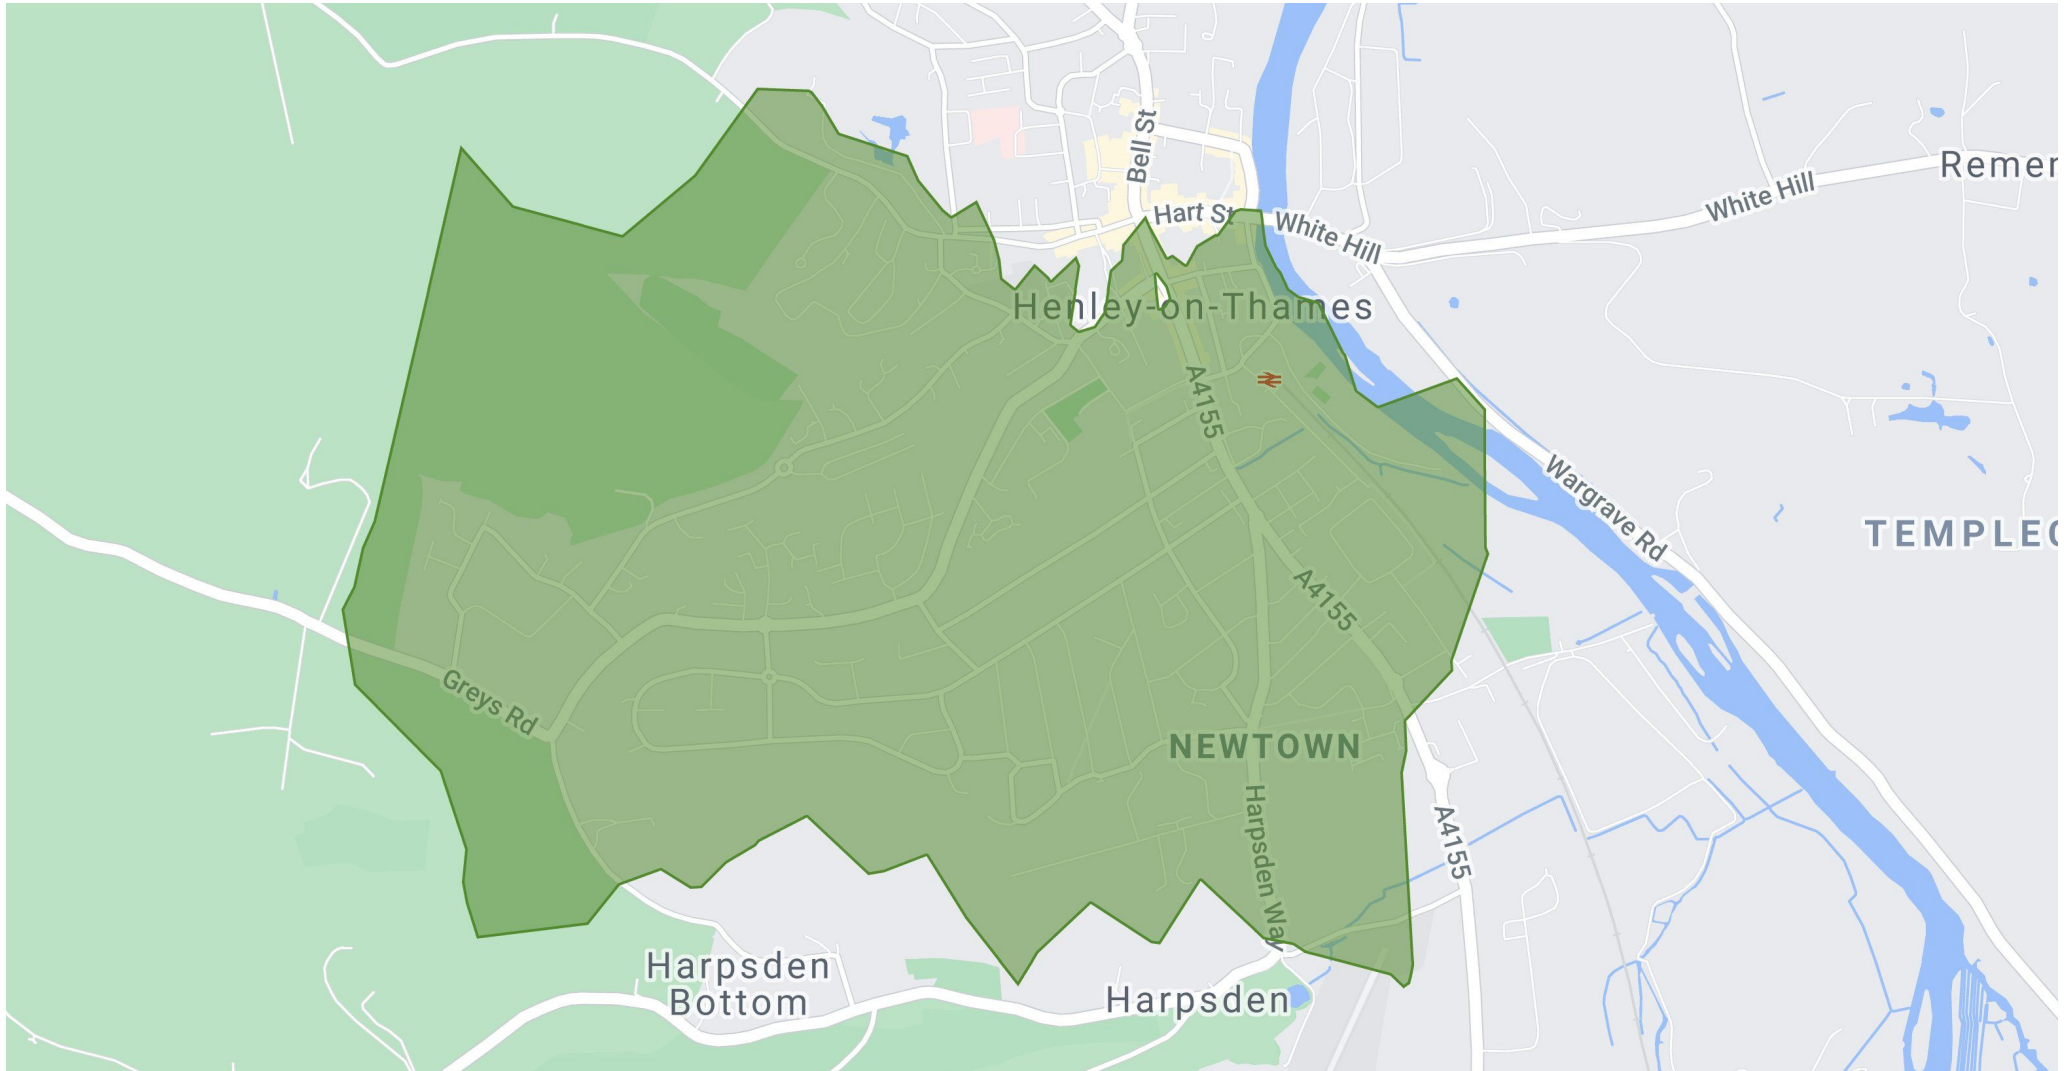 Bell St
Remer
White Hill
Hart St
White Hill
Henley-on-Thames
A4155
Wargrave Rd
TEMPLEC
A4155
Greys Rd
NEWTOWN
Harpsden Way
A4155
Harpsden
Bottom
Harpsden